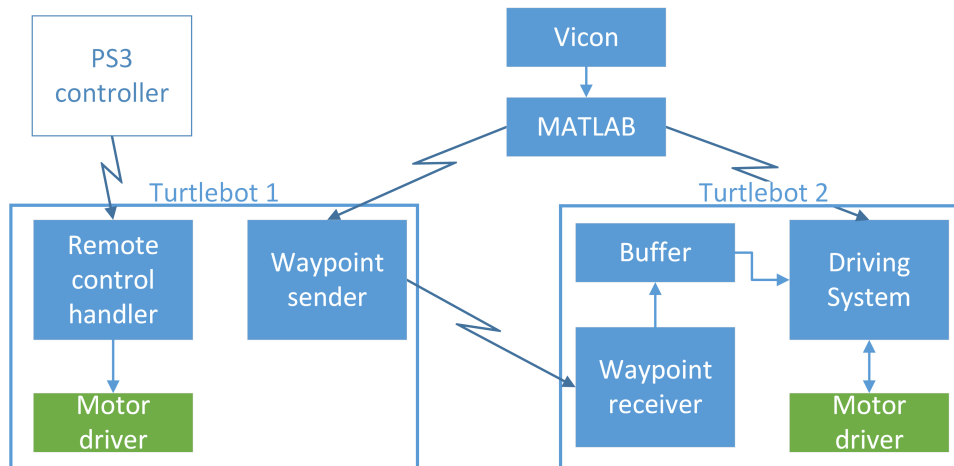 PS3
controller
Vicon
MATLAB
Turtlebot 1
Turtlebot 2
Remote
control
handler
Waypoint
sender
Buffer
Driving
System
Waypoint
receiver
Motor
driver
Motor
driver